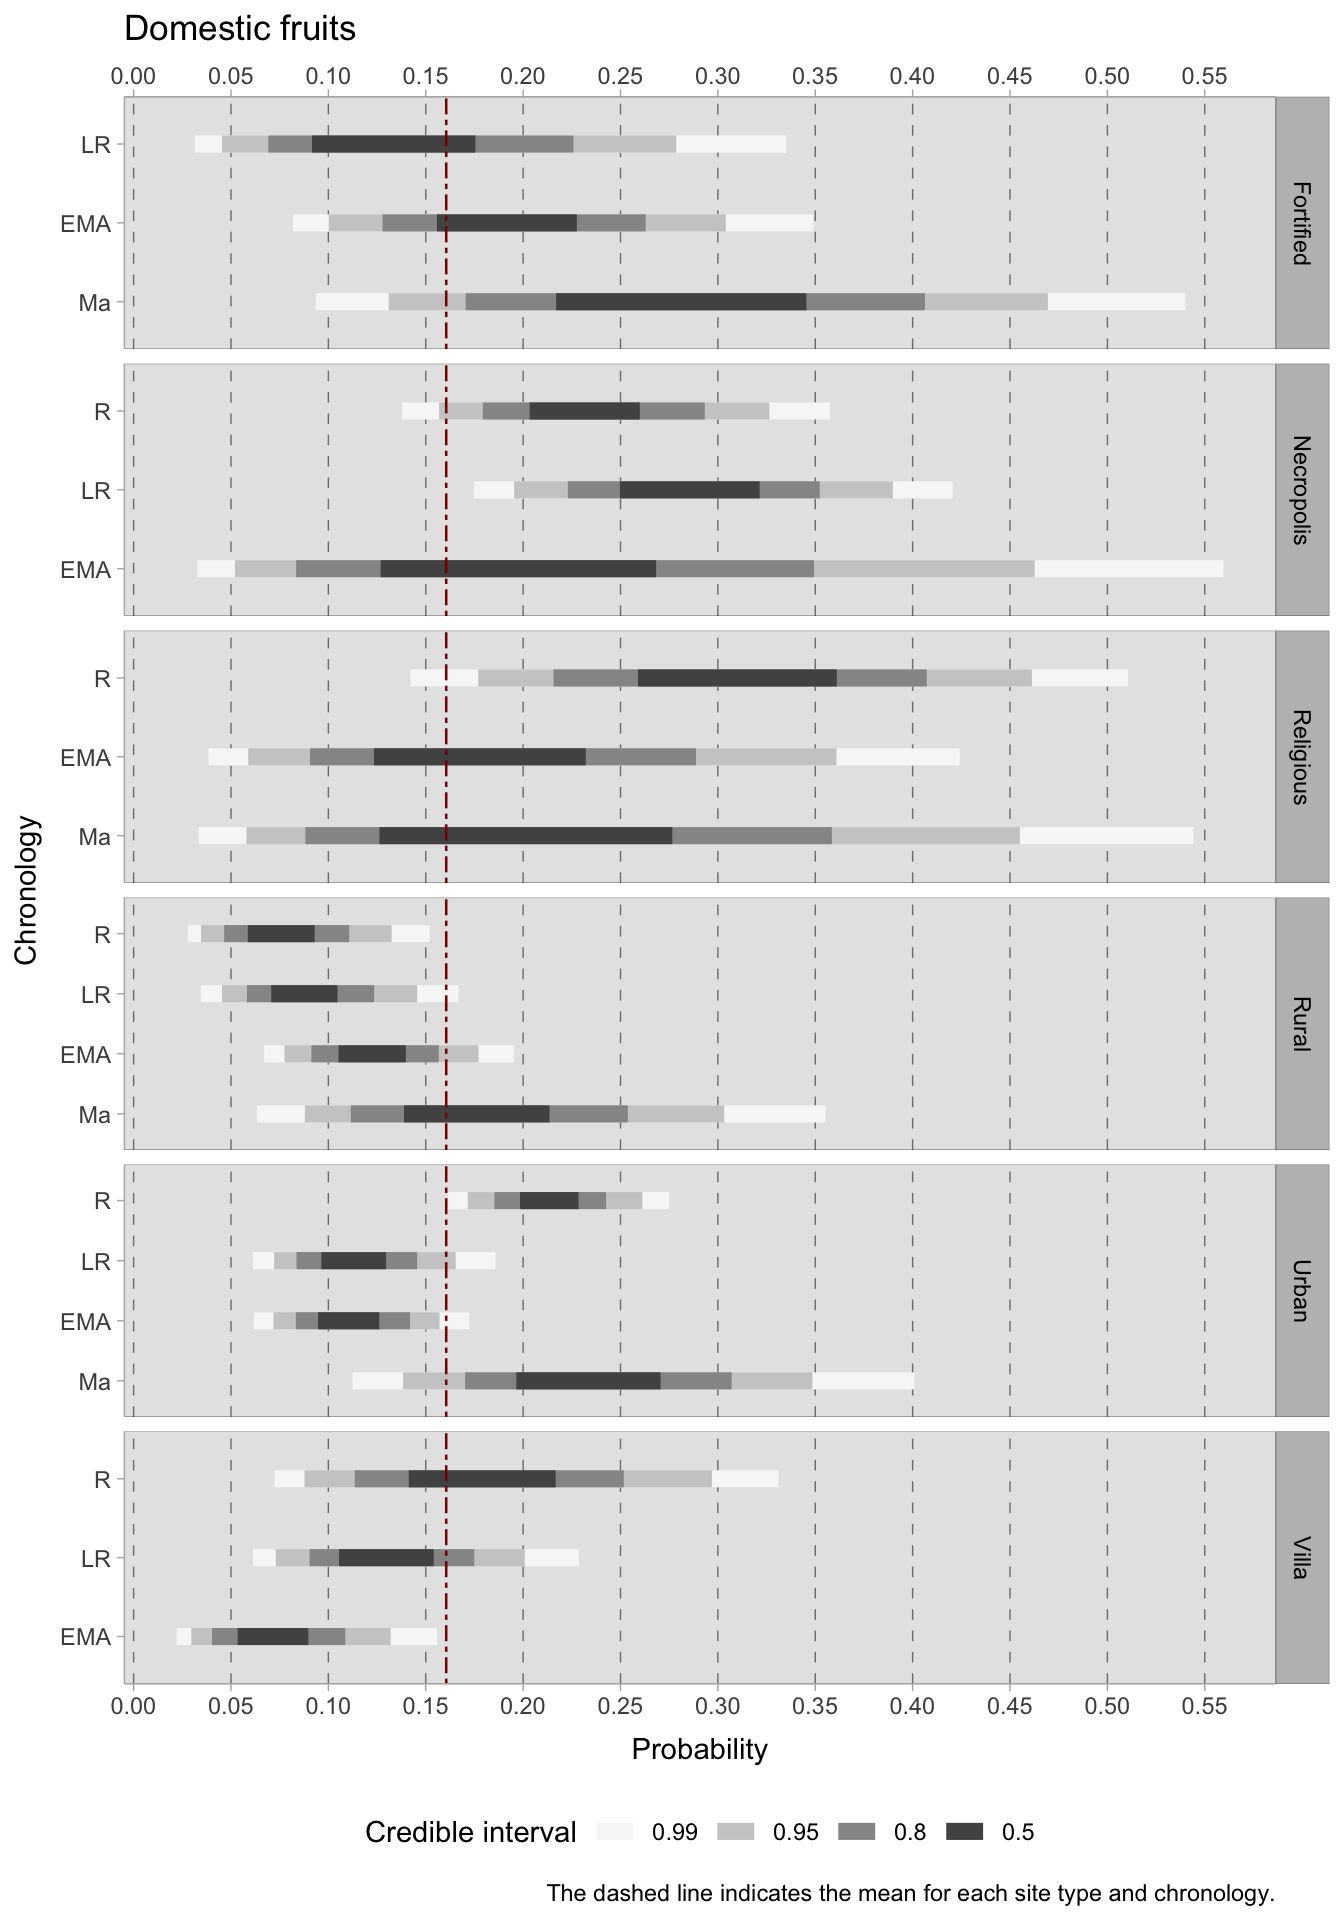 Domestic fruits
0.00 0.05 0.10 0.15 0.20 0.25 0.30 0.35 0.40 0.45 0.50 0.55
Chronology
LR
EMA
Ma
Fortified
R
LR
EMA
Necropolis
R
EMA
Ma
Religious
R
LR
EMA
Ma
Rural
R
LR
EMA
Ma
Urban
R
LR
EMA
Villa
0.00 0.05 0.10 0.15 0.20 0.25 0.30 0.35 0.40 0.45 0.50 0.55
Probability
Credible interval 0.99 0.95 0.8 0.5
The dashed line indicates the mean for each site type and chronology.